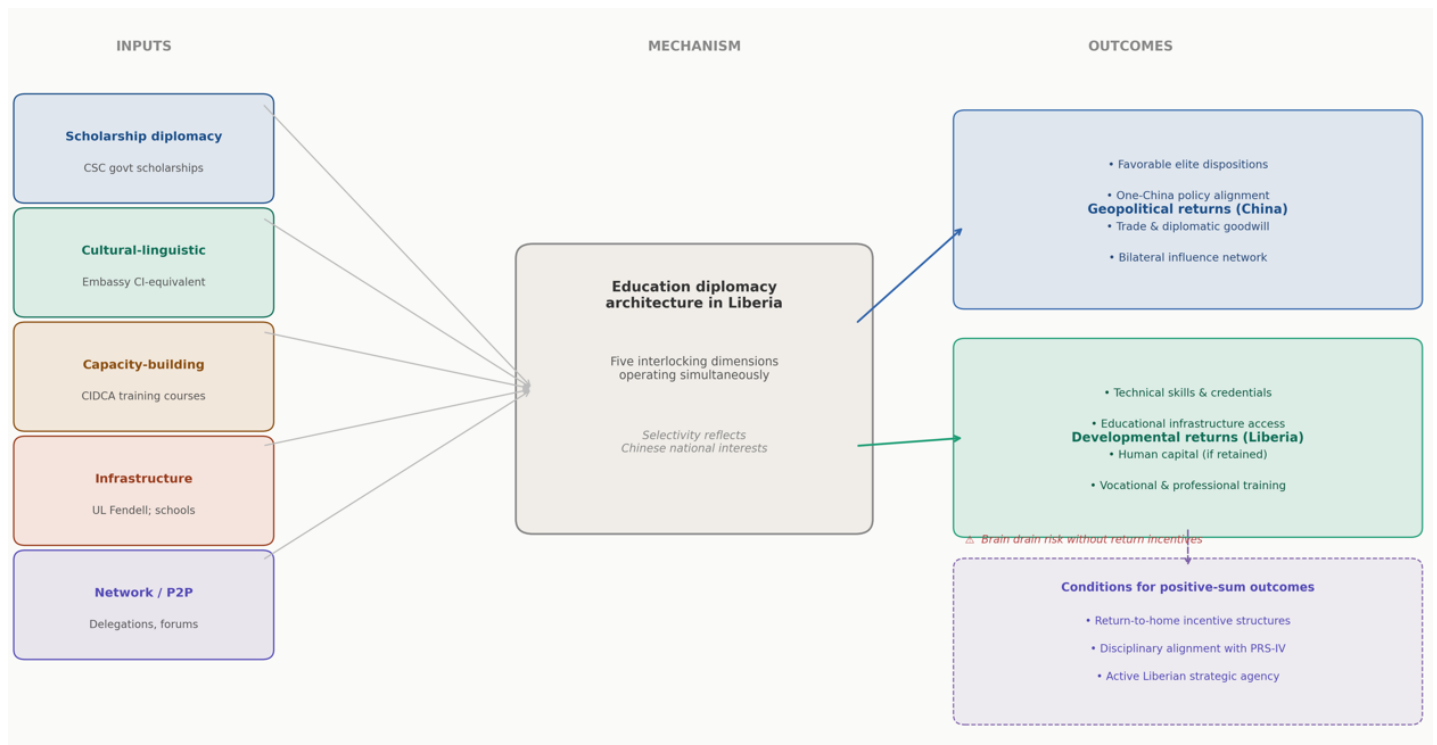 INPUTS
MECHANISM
OUTCOMES
Scholarship diplomacy
CSC govt scholarships
Cultural-linguistic
Embassy CI-equivalent
Capacity-building
CIDCA training courses
Infrastructure
UL Fendell; schools
Network / P2P
Delegations, forums
Education diplomacy
architecture in Liberia
Five interlocking dimensions
operating simultaneously
Selectivity reflects
Chinese national interests
• Favorable elite dispositions
• One-China policy alignment
Geopolitical returns (China)
• Trade & diplomatic goodwill
• Bilateral influence network
• Technical skills & credentials
• Educational infrastructure access
Developmental returns (Liberia)
• Human capital (if retained)
• Vocational & professional training
⚠ Brain drain risk without return incentives
Conditions for positive-sum outcomes
• Return-to-home incentive structures
• Disciplinary alignment with PRS-IV
• Active Liberian strategic agency